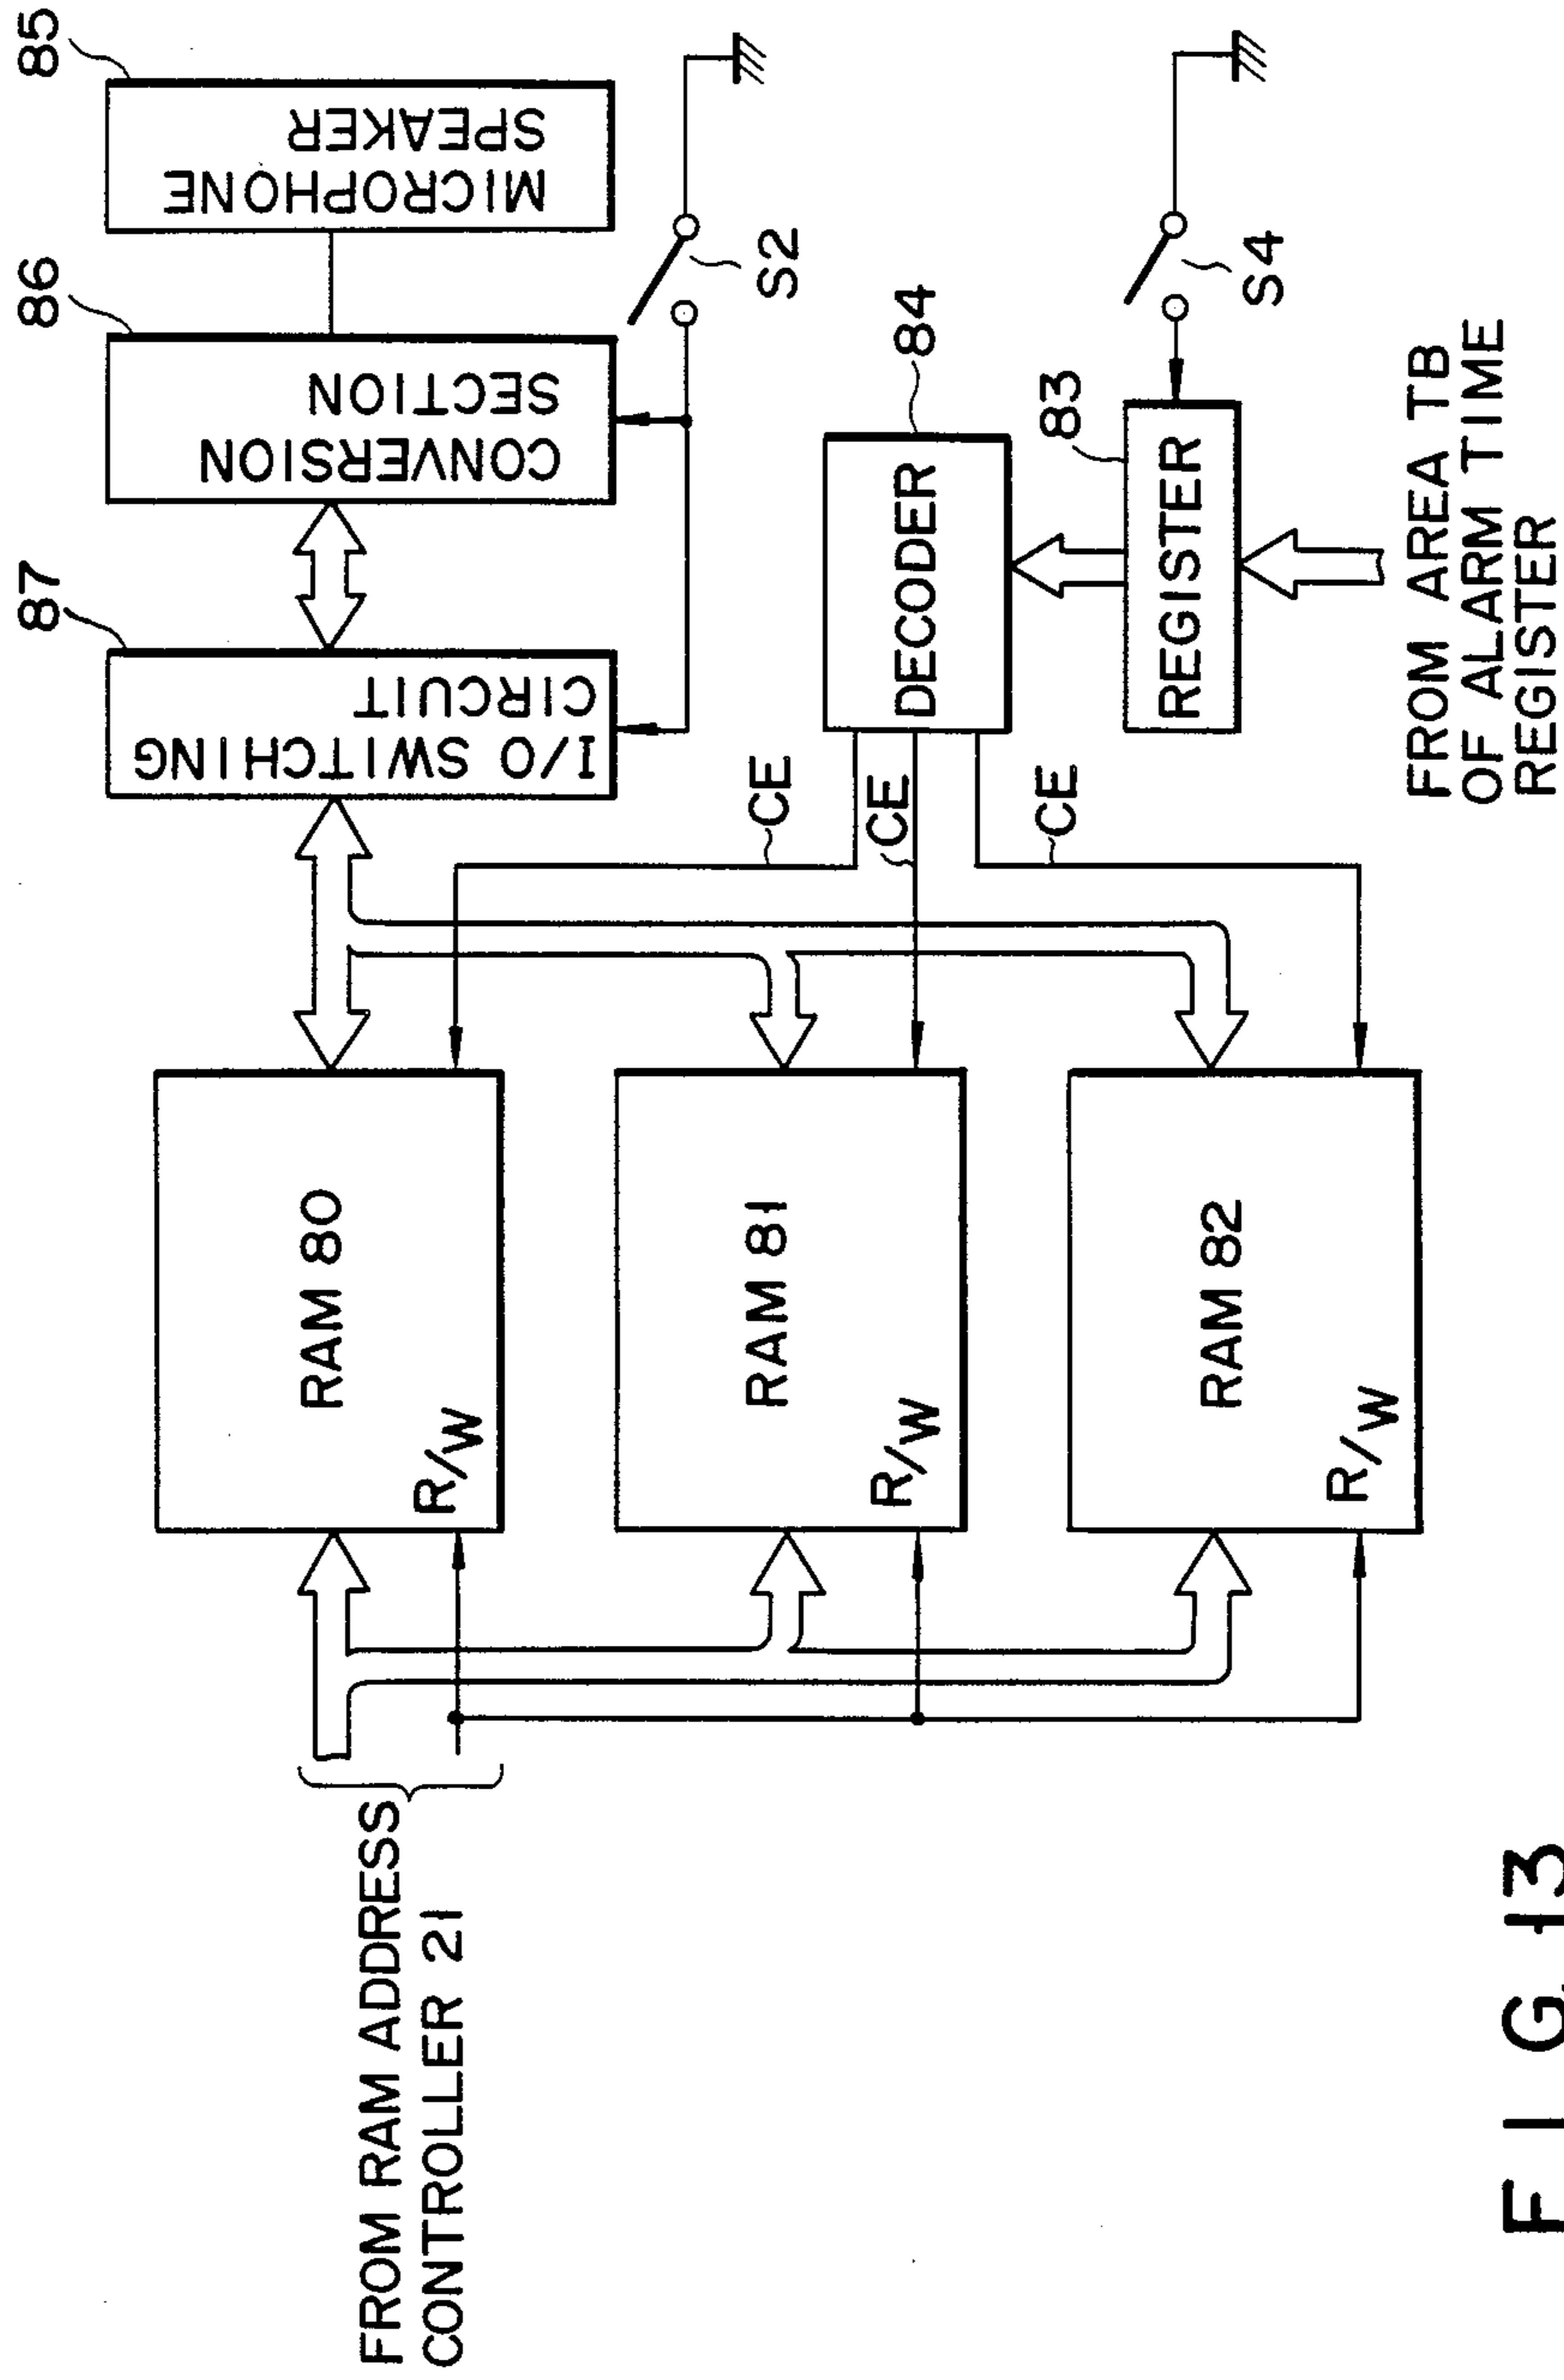 FROM RAM ADDRESS
CONTROLLER 21
RAM 80
R/W
RAM 81
R/W
RAM 82
R/W
87
I/O SWITCHING
CIRCUIT
86
CONVERSION
SECTION
85
MICROPHONE
SPEAKER
S2
CE
CE
CE
DECODER
84
83
REGISTER
S4
FROM AREA TB
OF ALARM TIME
REGISTER
FIG. 13